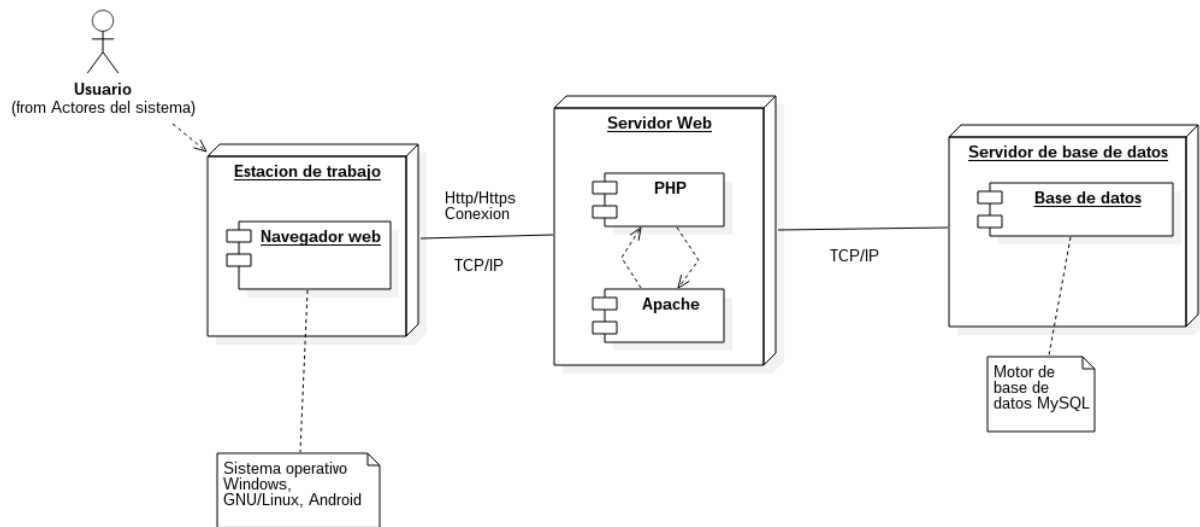 Usuario
(from Actores del sistema)
Estacion de trabajo
Navegador web
Sistema operativo
Windows,
GNU/Linux, Android
Http/Https
Conexion
TCP/IP
Servidor Web
PHP
Apache
TCP/IP
Servidor de base de datos
Base de datos
Motor de
base de
datos MySQL